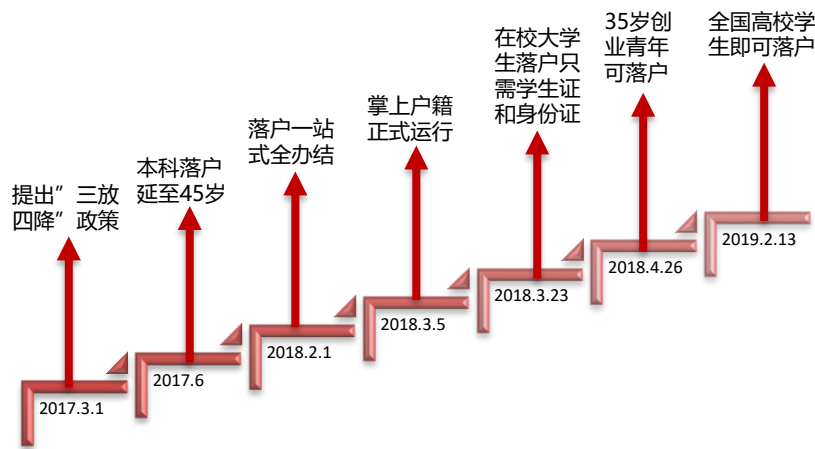 提出”三放
四降”政策
2017.3.1
本科落户
延至45岁
2017.6
落户一站
式全办结
2018.2.1
掌上户籍
正式运行
2018.3.5
在校大学
生落户只
需学生证
和身份证
2018.3.23
35岁创
业青年
可落户
2018.4.26
全国高校学
生即可落户
2019.2.13